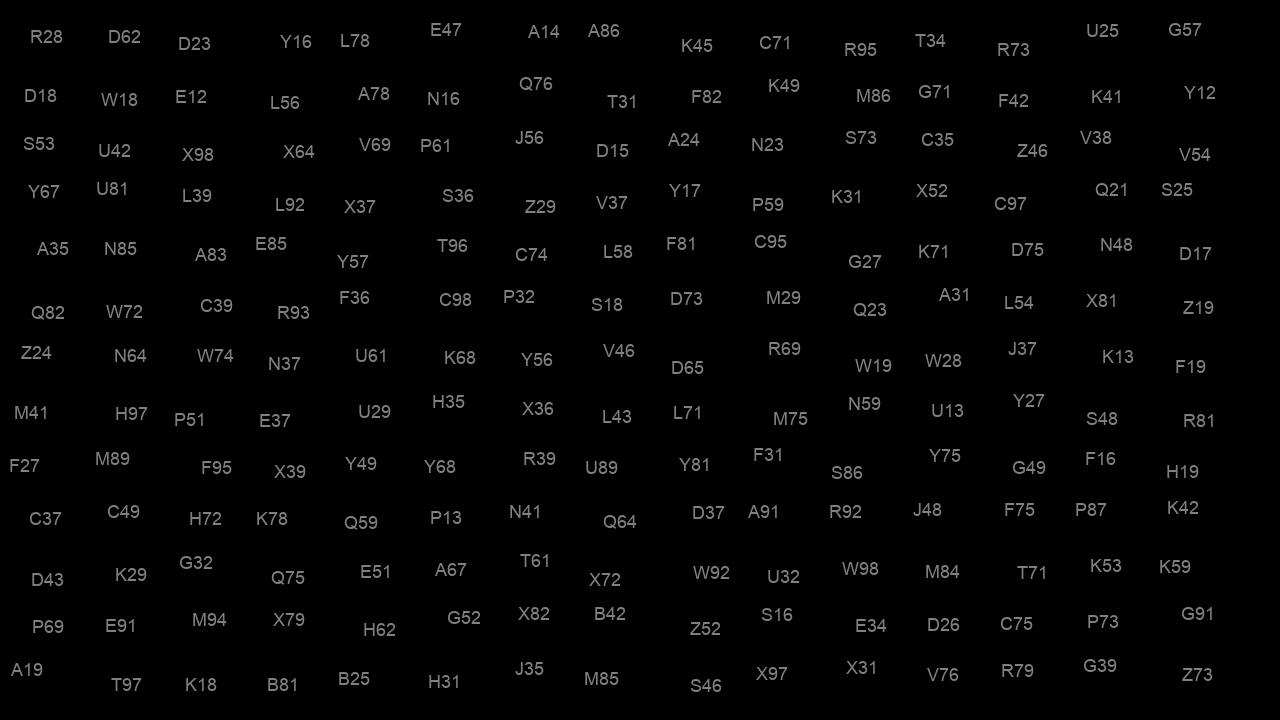 R28 D62 D23 Y16 L78 E47 A14 A86 K45 C71 R95 T34 R73 U25 G57
D18 W18 E12 L56 A78 N16 Q76 T31 F82 K49 M86 G71 F42 K41 Y12
S53 U42 X98 X64 V69 P61 J56 D15 A24 N23 S73 C35 Z46 V38 V54
Y67 U81 L39 L92 X37 S36 Z29 V37 Y17 P59 K31 X52 C97 Q21 S25
A35 N85 A83 E85 Y57 T96 C74 L58 F81 C95 G27 K71 D75 N48 D17
Q82 W72 C39 R93 F36 C98 P32 S18 D73 M29 Q23 A31 L54 X81 Z19
Z24 N64 W74 N37 U61 K68 Y56 V46 D65 R69 W19 W28 J37 K13 F19
M41 H97 P51 E37 U29 H35 X36 L43 L71 M75 N59 U13 Y27 S48 R81
F27 M89 F95 X39 Y49 Y68 R39 U89 Y81 F31 S86 Y75 G49 F16 H19
C37 C49 H72 K78 Q59 P13 N41 Q64 D37 A91 R92 J48 F75 P87 K42
D43 K29 G32 Q75 E51 A67 T61 X72 W92 U32 W98 M84 T71 K53 K59
P69 E91 M94 X79 H62 G52 X82 B42 Z52 S16 E34 D26 C75 P73 G91
A19 T97 K18 B81 B25 H31 J35 M85 S46 X97 X31 V76 R79 G39 Z73